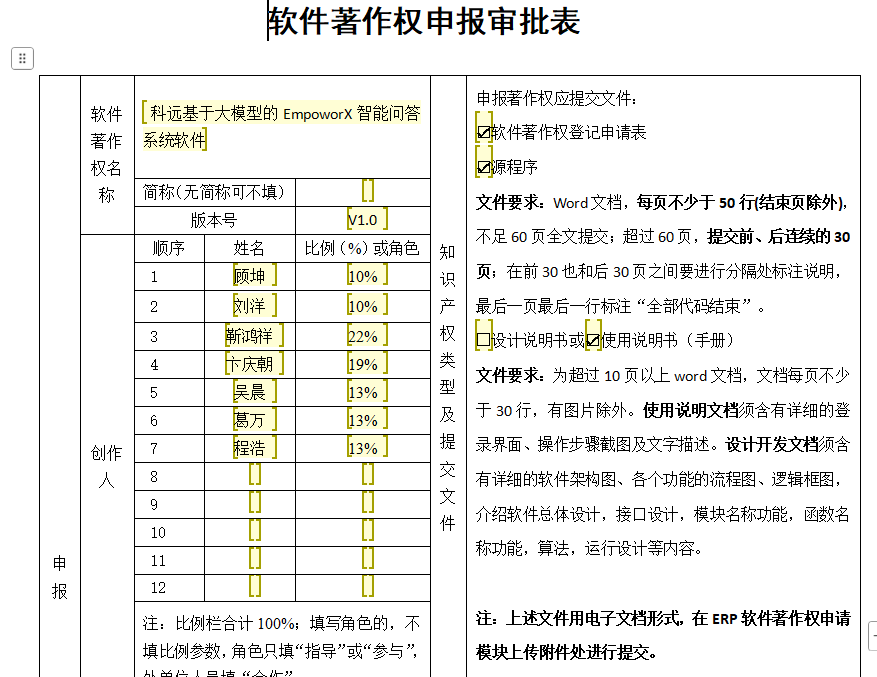 软件著作权申报审批表
申报
软件著作权名称
科远基于大模型的 EmpoworX 智能问答
系统软件
简称（无简称可不填）
版本号 V1.0
创作人
顺序 姓名 比例（%）或角色
1 顾坤 10%
2 刘洋 10%
3 靳鸿祥 22%
4 卞庆朝 19%
5 吴晨 13%
6 葛万 13%
7 程浩 13%
8
9
10
11
12
注：比例栏合计 100%；填写角色的，不
填比例参数，角色只填“指导”或“参与”，
知识产权类型及提交文件
申报著作权应提交文件：
☑软件著作权登记申请表
☑源程序
文件要求：Word 文档，每页不少于 50 行(结束页除外)，
不足 60 页全文提交；超过 60 页，提交前、后连续的 30
页；在前 30 也和后 30 页之间要进行分隔处标注说明，
最后一页最后一行标注“全部代码结束”。
☐设计说明书或☑使用说明书（手册）
文件要求：为超过 10 页以上 word 文档，文档每页不少
于 30 行，有图片除外。使用说明文档须含有详细的登
录界面、操作步骤截图及文字描述。设计开发文档须含
有详细的软件架构图、各个功能的流程图、逻辑框图，
介绍软件总体设计，接口设计，模块名称功能，函数名
称功能，算法，运行设计等内容。
注：上述文件用电子文档形式，在 ERP 软件著作权申请
模块上传附件处进行提交。